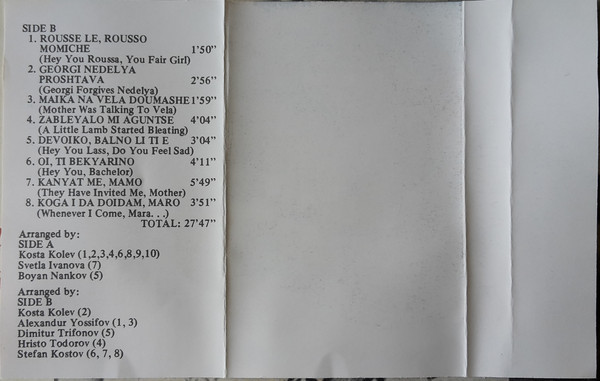 SIDE B
1. ROUSSE LE, ROUSSO
MOMICHE 1'50"
(Hey You Roussa, You Fair Girl)
2. GEORGI NEDELYA
PROSHTAVA 2'56"
(Georgi Forgives Nedelya)
3. MAIKA NA VELA DOUMASHE 1'59"
(Mother Was Talking To Vela)
4. ZABLEYALO MI AGUNTSE 4'04"
(A Little Lamb Started Bleating)
5. DEVOIKO, BALNO LI TI E 3'04"
(Hey You Lass, Do You Feel Sad)
6. OI, TI BEKYARINO 4'11"
(Hey You, Bachelor)
7. KANYAT ME, MAMO 5'49"
(They Have Invited Me, Mother)
8. KOGA I DA DOIDAM, MARO 3'51"
(Whenever I Come, Mara. . .)
TOTAL: 27'47"
Arranged by:
SIDE A
Kosta Kolev (1,2,3,4,6,8,9,10)
Svetla Ivanova (7)
Boyan Nankov (5)
Arranged by:
SIDE B
Kosta Kolev (2)
Alexandur Yossifov (1, 3)
Dimitur Trifonov (5)
Hristo Todorov (4)
Stefan Kostov (6, 7, 8)